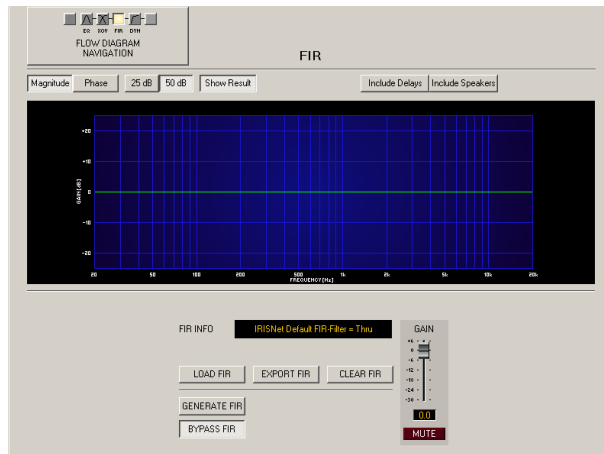 EQ XOV FIR DYN
FLOW DIAGRAM
NAVIGATION
FIR
Magnitude Phase 25 dB 50 dB Show Result Include Delays Include Speakers
+20
+10
0
-10
-20
GAIN[dB]
20 50 100 200 500 1k 2k 5k 10k 20k
FREQUENCY[Hz]
FIR INFO IRISNet Default FIR-Filter = Thru GAIN
+6
0
-6
-12
-18
-24
-30
LOAD FIR EXPORT FIR CLEAR FIR
GENERATE FIR
0.0
BYPASS FIR
MUTE